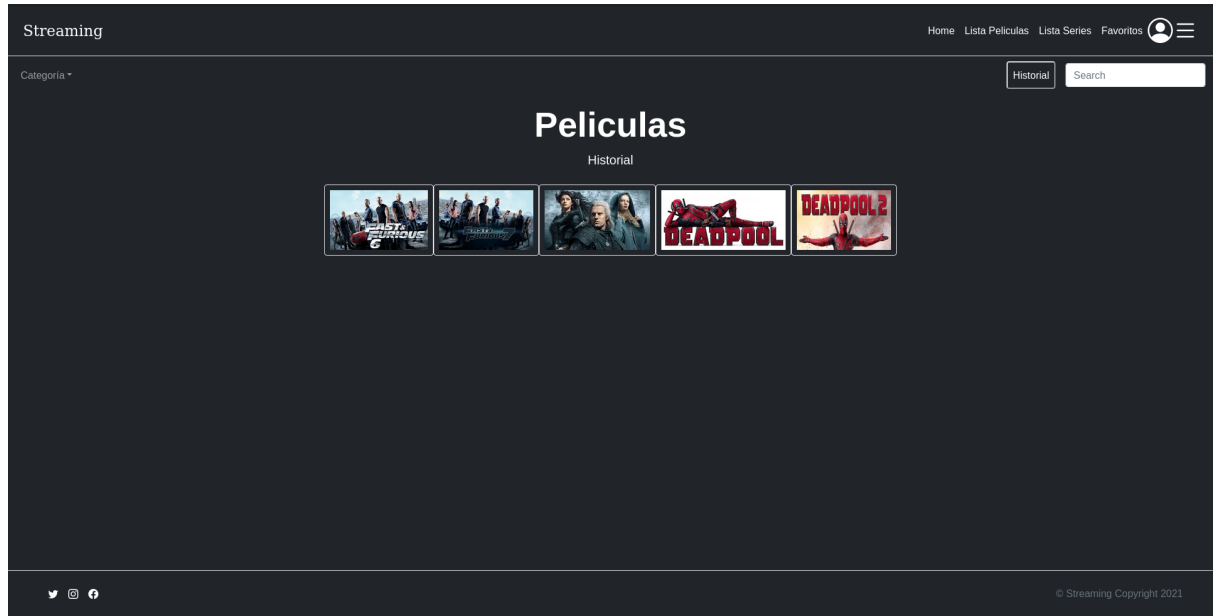 Streaming
Home Lista Peliculas Lista Series Favoritos
Categoría
Historial Search
Peliculas
Historial
FAST & FURIOUS 6
DEADPOOL
DEADPOOL 2
© Streaming Copyright 2021